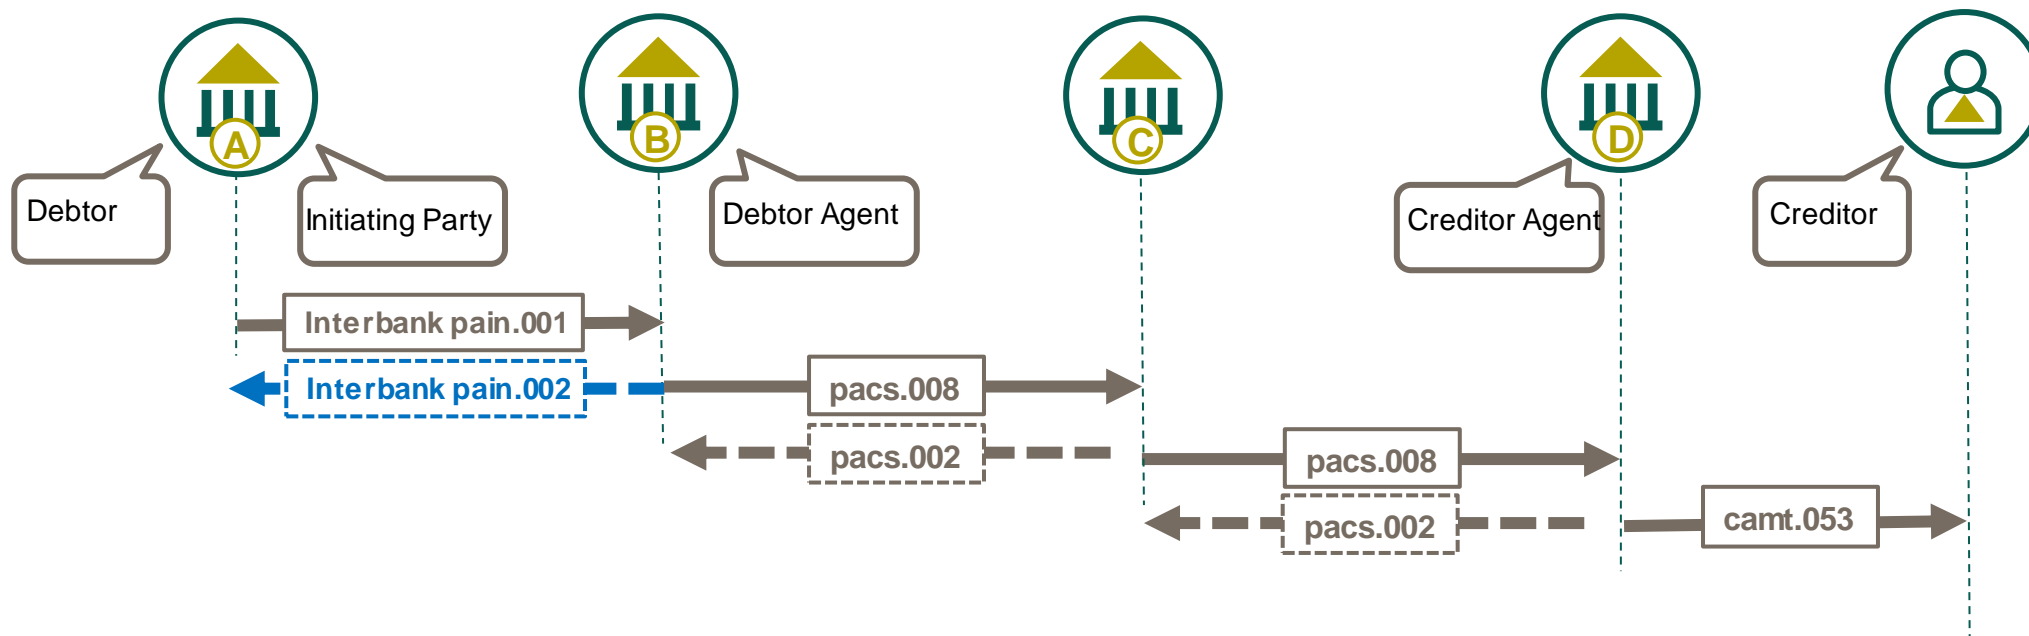 A
B
C
D
Debtor
Initiating Party
Debtor Agent
Creditor Agent
Creditor
Interbank pain.001
Interbank pain.002
pacs.008
pacs.002
pacs.008
pacs.002
camt.053